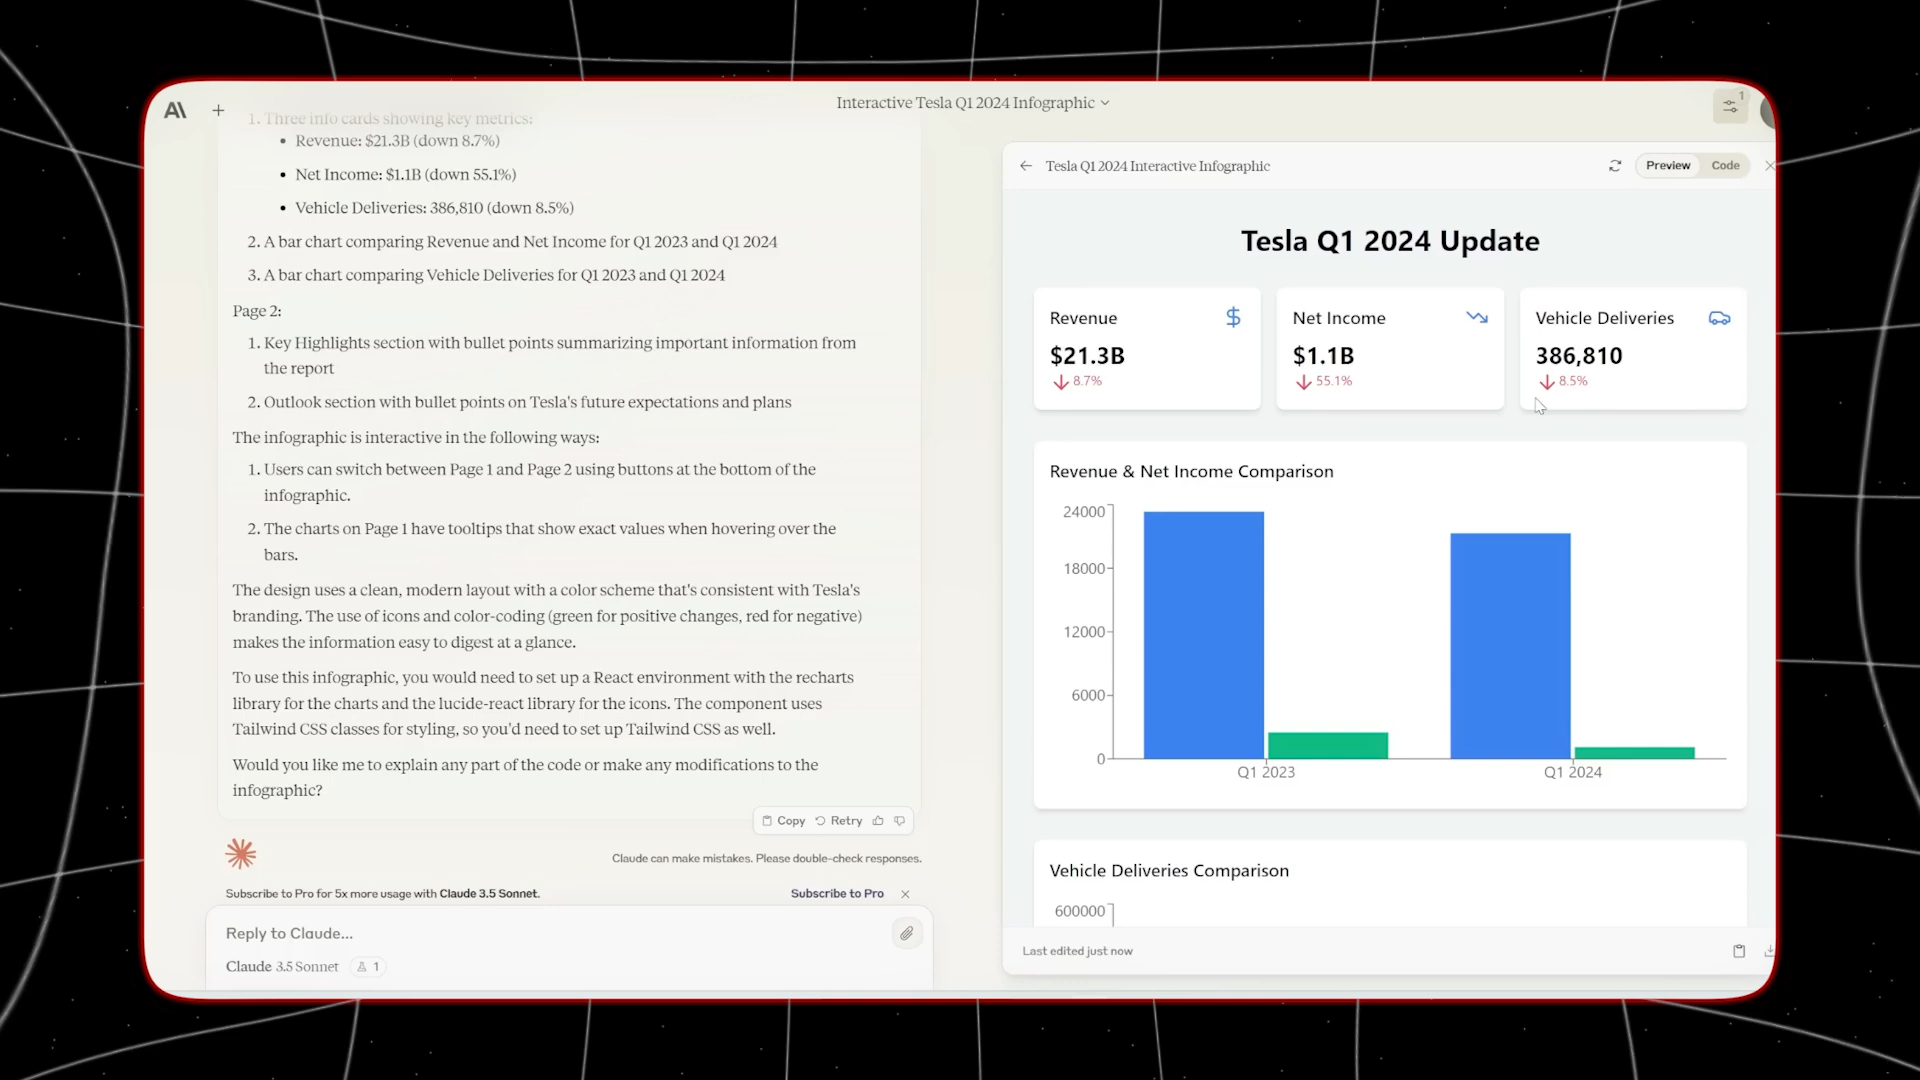 Interactive Tesla Q1 2024 Infographic
1
1. Three info cards showing key metrics:
• Revenue: $21.3B (down 8.7%)
• Net Income: $1.1B (down 55.1%)
• Vehicle Deliveries: 386,810 (down 8.5%)
2. A bar chart comparing Revenue and Net Income for Q1 2023 and Q1 2024
3. A bar chart comparing Vehicle Deliveries for Q1 2023 and Q1 2024
Page 2:
1. Key Highlights section with bullet points summarizing important information from
the report
2. Outlook section with bullet points on Tesla's future expectations and plans
The infographic is interactive in the following ways:
1. Users can switch between Page 1 and Page 2 using buttons at the bottom of the
infographic.
2. The charts on Page 1 have tooltips that show exact values when hovering over the
bars.
The design uses a clean, modern layout with a color scheme that's consistent with Tesla's
branding. The use of icons and color-coding (green for positive changes, red for negative)
makes the information easy to digest at a glance.
To use this infographic, you would need to set up a React environment with the recharts
library for the charts and the lucide-react library for the icons. The component uses
Tailwind CSS classes for styling, so you'd need to set up Tailwind CSS as well.
Would you like me to explain any part of the code or make any modifications to the
infographic?
Copy Retry
Claude can make mistakes. Please double-check responses.
Subscribe to Pro for 5x more usage with Claude 3.5 Sonnet.
Subscribe to Pro
Reply to Claude...
Claude 3.5 Sonnet
1
Tesla Q1 2024 Interactive Infographic
Preview Code
Tesla Q1 2024 Update
Revenue
$21.3B
8.7%
Net Income
$1.1B
55.1%
Vehicle Deliveries
386,810
8.5%
Revenue & Net Income Comparison
24000
18000
12000
6000
0
Q1 2023
Q1 2024
Vehicle Deliveries Comparison
600000
Last edited just now